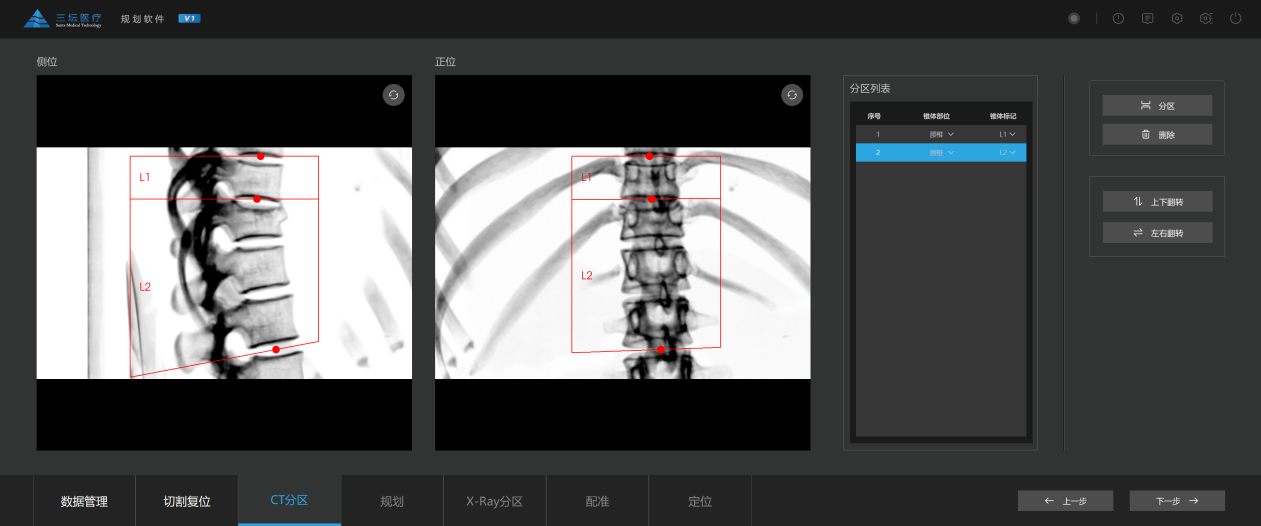 三坛医疗
Santa Medical Technology
规划软件 V1
侧位
正位
L1
L2
L1
L2
分区列表
序号 椎体部位 椎体标记
1 腰椎 L1
2 腰椎 L2
分区
删除
上下翻转
左右翻转
数据管理 切割复位 CT分区 规划 X-Ray分区 配准 定位
上一步 下一步